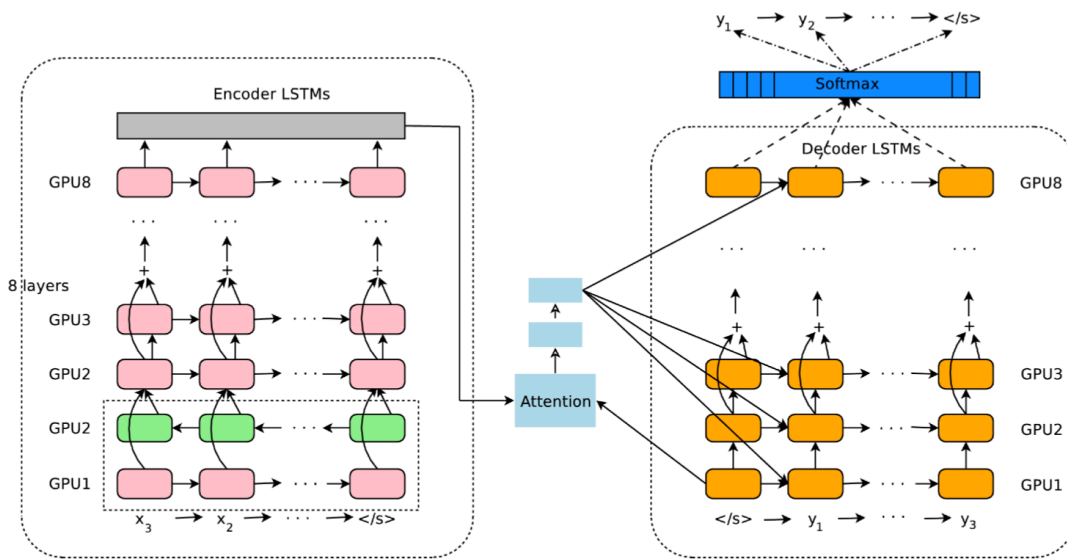 y1 y2 ... </s>
Softmax
Encoder LSTMs
Decoder LSTMs
GPU8 ...
GPU8 ...
... ... ...
... ... ...
+ + +
8 layers
+ + +
GPU3 ...
GPU3 ...
GPU2 ...
Attention
GPU2 ...
GPU2 ...
GPU1 ...
GPU1 ...
x3 x2 ... </s>
</s> y1 ... y3